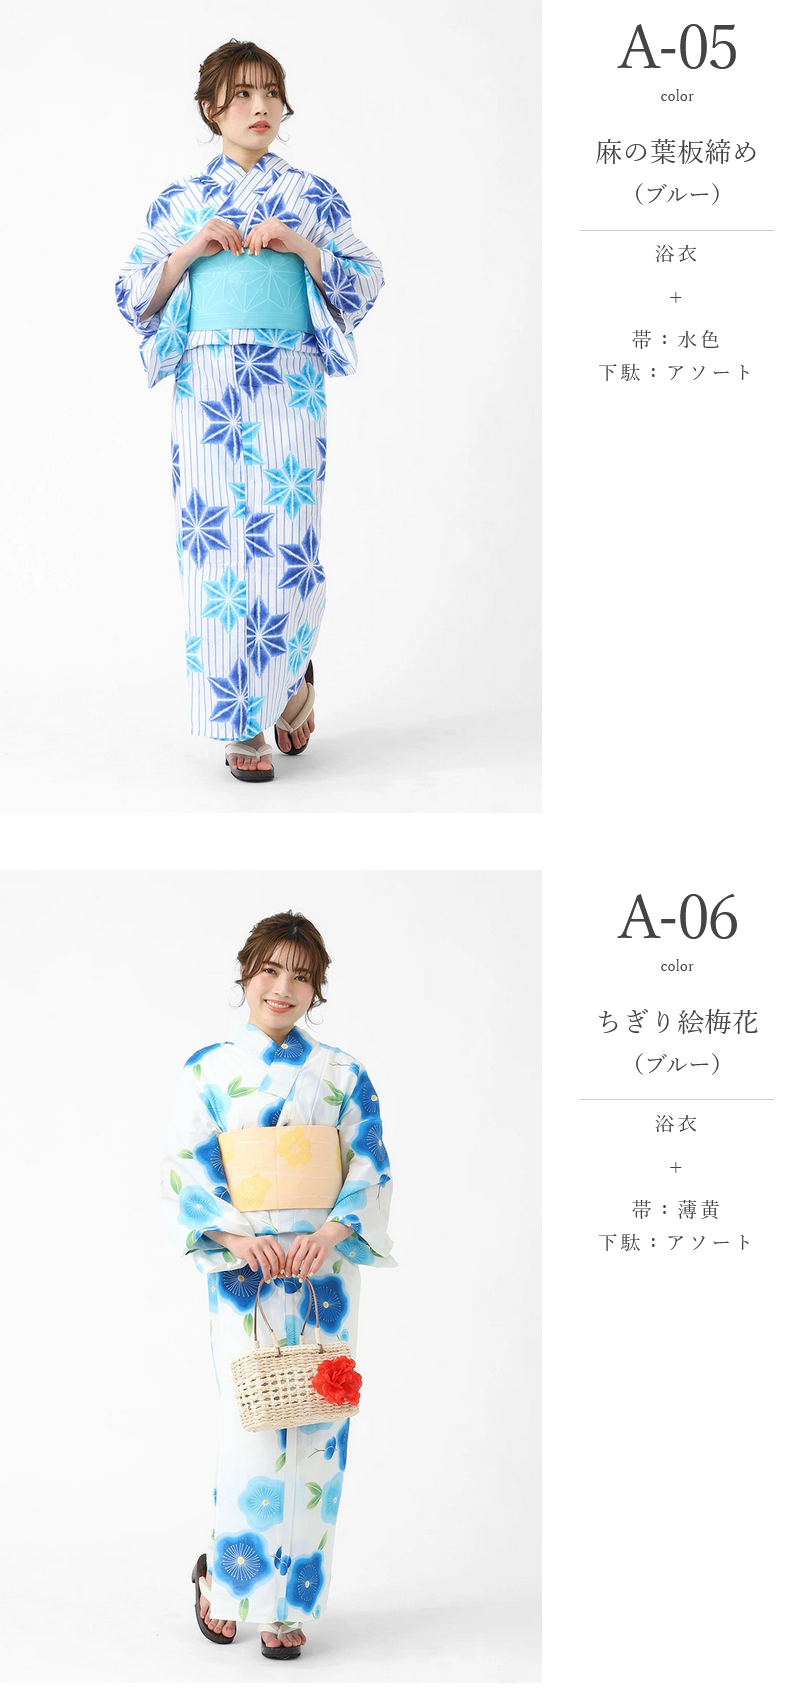 A-05
color
麻の葉板締め
（ブルー）
浴衣
+
帯：水色
下駄：アソート
A-06
color
ちぎり絵梅花
（ブルー）
浴衣
+
帯：薄黄
下駄：アソート